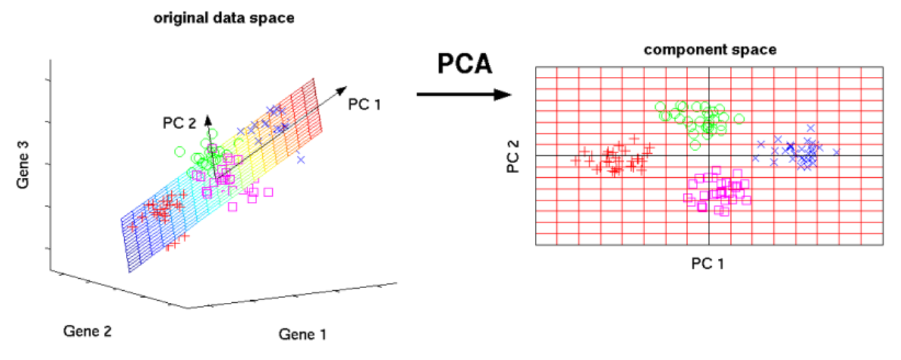 original data space
PCA
component space
PC 1
PC 2
Gene 3
PC 2
Gene 2
Gene 1
PC 1